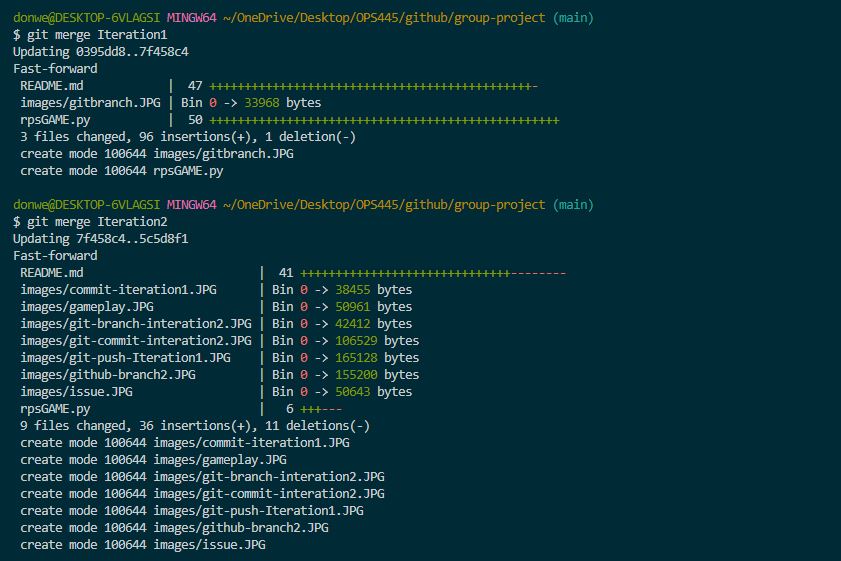 donwe@DESKTOP-6VLAGSI MINGW64 ~/OneDrive/Desktop/OPS445/github/group-project (main)
$ git merge Iteration1
Updating 0395dd8..7f458c4
Fast-forward
 README.md            |  47 ++++++++++++++++++++++++++++++++++++++++++++++-
 images/gitbranch.JPG | Bin 0 -> 33968 bytes
 rpsGAME.py           |  50 ++++++++++++++++++++++++++++++++++++++++++++++++++
 3 files changed, 96 insertions(+), 1 deletion(-)
 create mode 100644 images/gitbranch.JPG
 create mode 100644 rpsGAME.py

donwe@DESKTOP-6VLAGSI MINGW64 ~/OneDrive/Desktop/OPS445/github/group-project (main)
$ git merge Iteration2
Updating 7f458c4..5c5d8f1
Fast-forward
 README.md                         |  41 ++++++++++++++++++++++++++++++--------
 images/commit-iteration1.JPG      | Bin 0 -> 38455 bytes
 images/gameplay.JPG               | Bin 0 -> 50961 bytes
 images/git-branch-interation2.JPG | Bin 0 -> 42412 bytes
 images/git-commit-interation2.JPG | Bin 0 -> 106529 bytes
 images/git-push-Iteration1.JPG    | Bin 0 -> 165128 bytes
 images/github-branch2.JPG         | Bin 0 -> 155200 bytes
 images/issue.JPG                  | Bin 0 -> 50643 bytes
 rpsGAME.py                        |   6 +++---
 9 files changed, 36 insertions(+), 11 deletions(-)
 create mode 100644 images/commit-iteration1.JPG
 create mode 100644 images/gameplay.JPG
 create mode 100644 images/git-branch-interation2.JPG
 create mode 100644 images/git-commit-interation2.JPG
 create mode 100644 images/git-push-Iteration1.JPG
 create mode 100644 images/github-branch2.JPG
 create mode 100644 images/issue.JPG